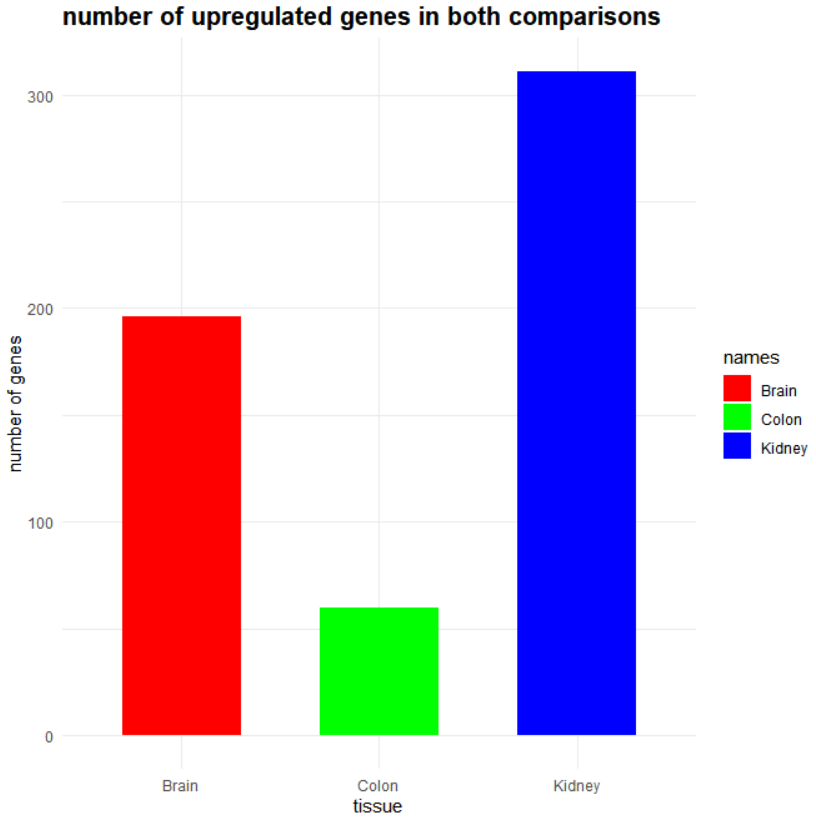 number of upregulated genes in both comparisons
number of genes
300
200
100
0
Brain
Colon
Kidney
tissue
names
Brain
Colon
Kidney